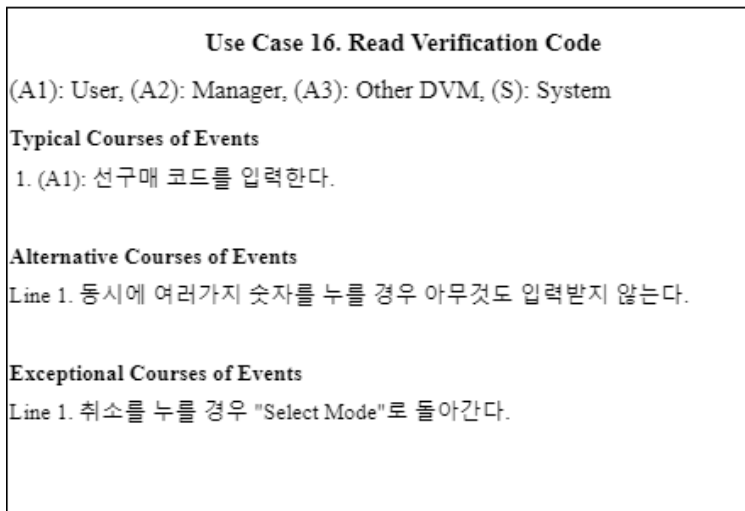 Use Case 16. Read Verification Code
(A1): User, (A2): Manager, (A3): Other DVM, (S): System
Typical Courses of Events
1. (A1): 선구매 코드를 입력한다.
Alternative Courses of Events
Line 1. 동시에 여러가지 숫자를 누를 경우 아무것도 입력받지 않는다.
Exceptional Courses of Events
Line 1. 취소를 누를 경우 "Select Mode"로 돌아간다.